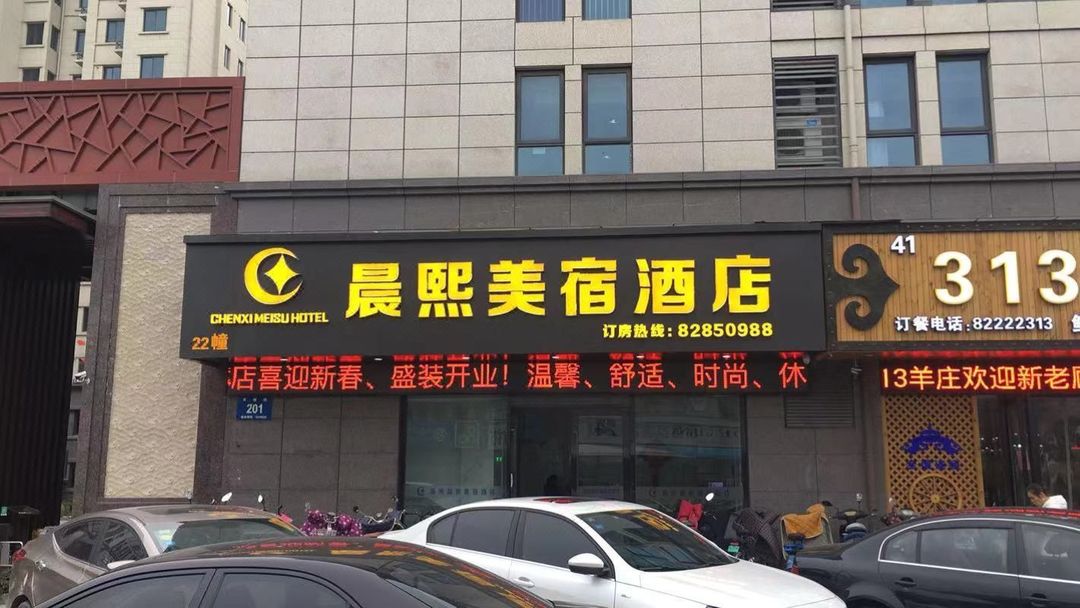 晨熙美宿酒店
CHENXI MEISU HOTEL
订房热线:82850988
22幢
店喜迎新春、盛装开业!温馨、舒适、时尚、休
201
41
313
订餐电话:82222313
13羊庄欢迎新老